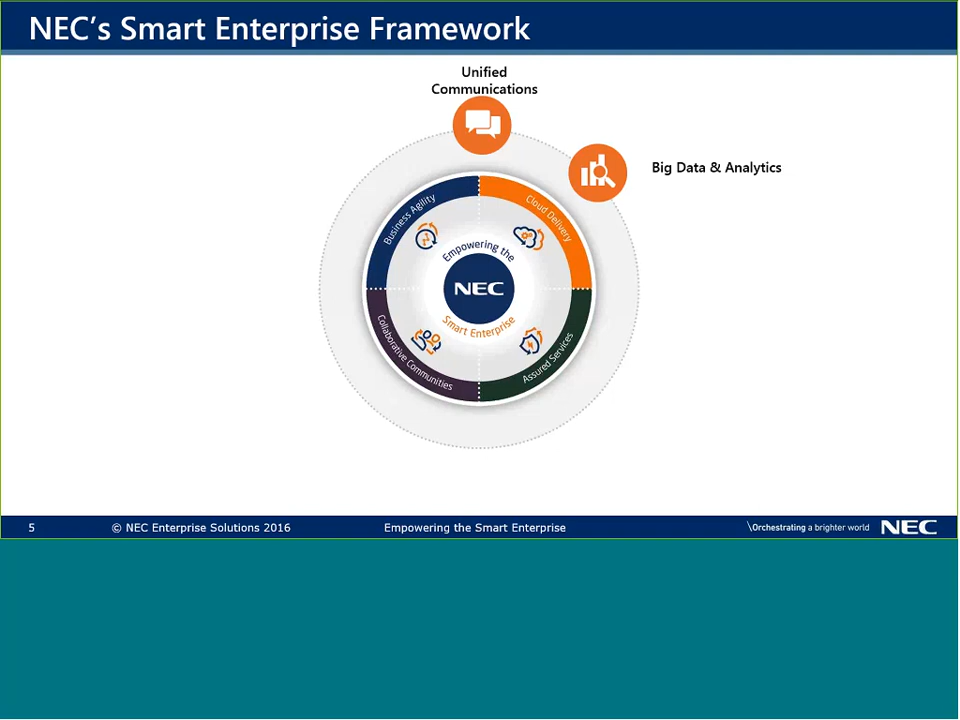 NEC’s Smart Enterprise Framework
Unified
Communications
Big Data & Analytics
Business Agility
Cloud Delivery
Empowering the
NEC
Smart Enterprise
Collaborative Communities
Assured Services
5
© NEC Enterprise Solutions 2016
Empowering the Smart Enterprise
\Orchestrating a brighter world
NEC